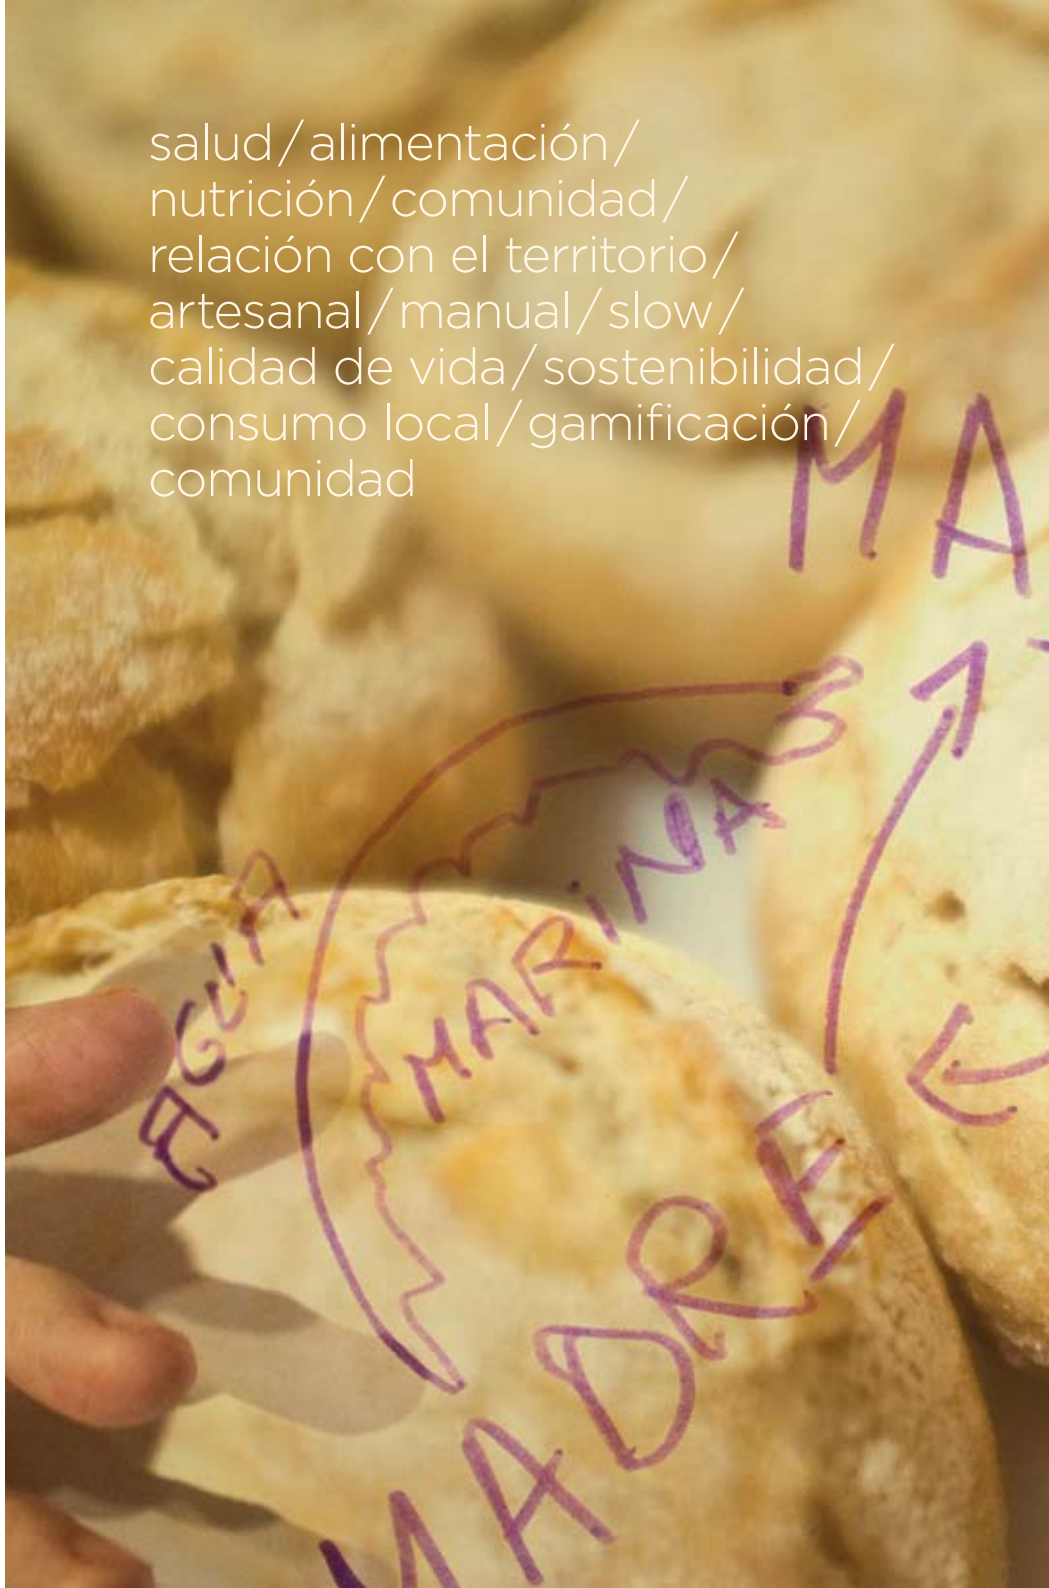 salud/alimentación/
nutrición/comunidad/
relación con el territorio/
artesanal/manual/slow/
calidad de vida/sostenibilidad/
consumo local/gamificación/
comunidad
MA
AGUA
MARINA
MADRE